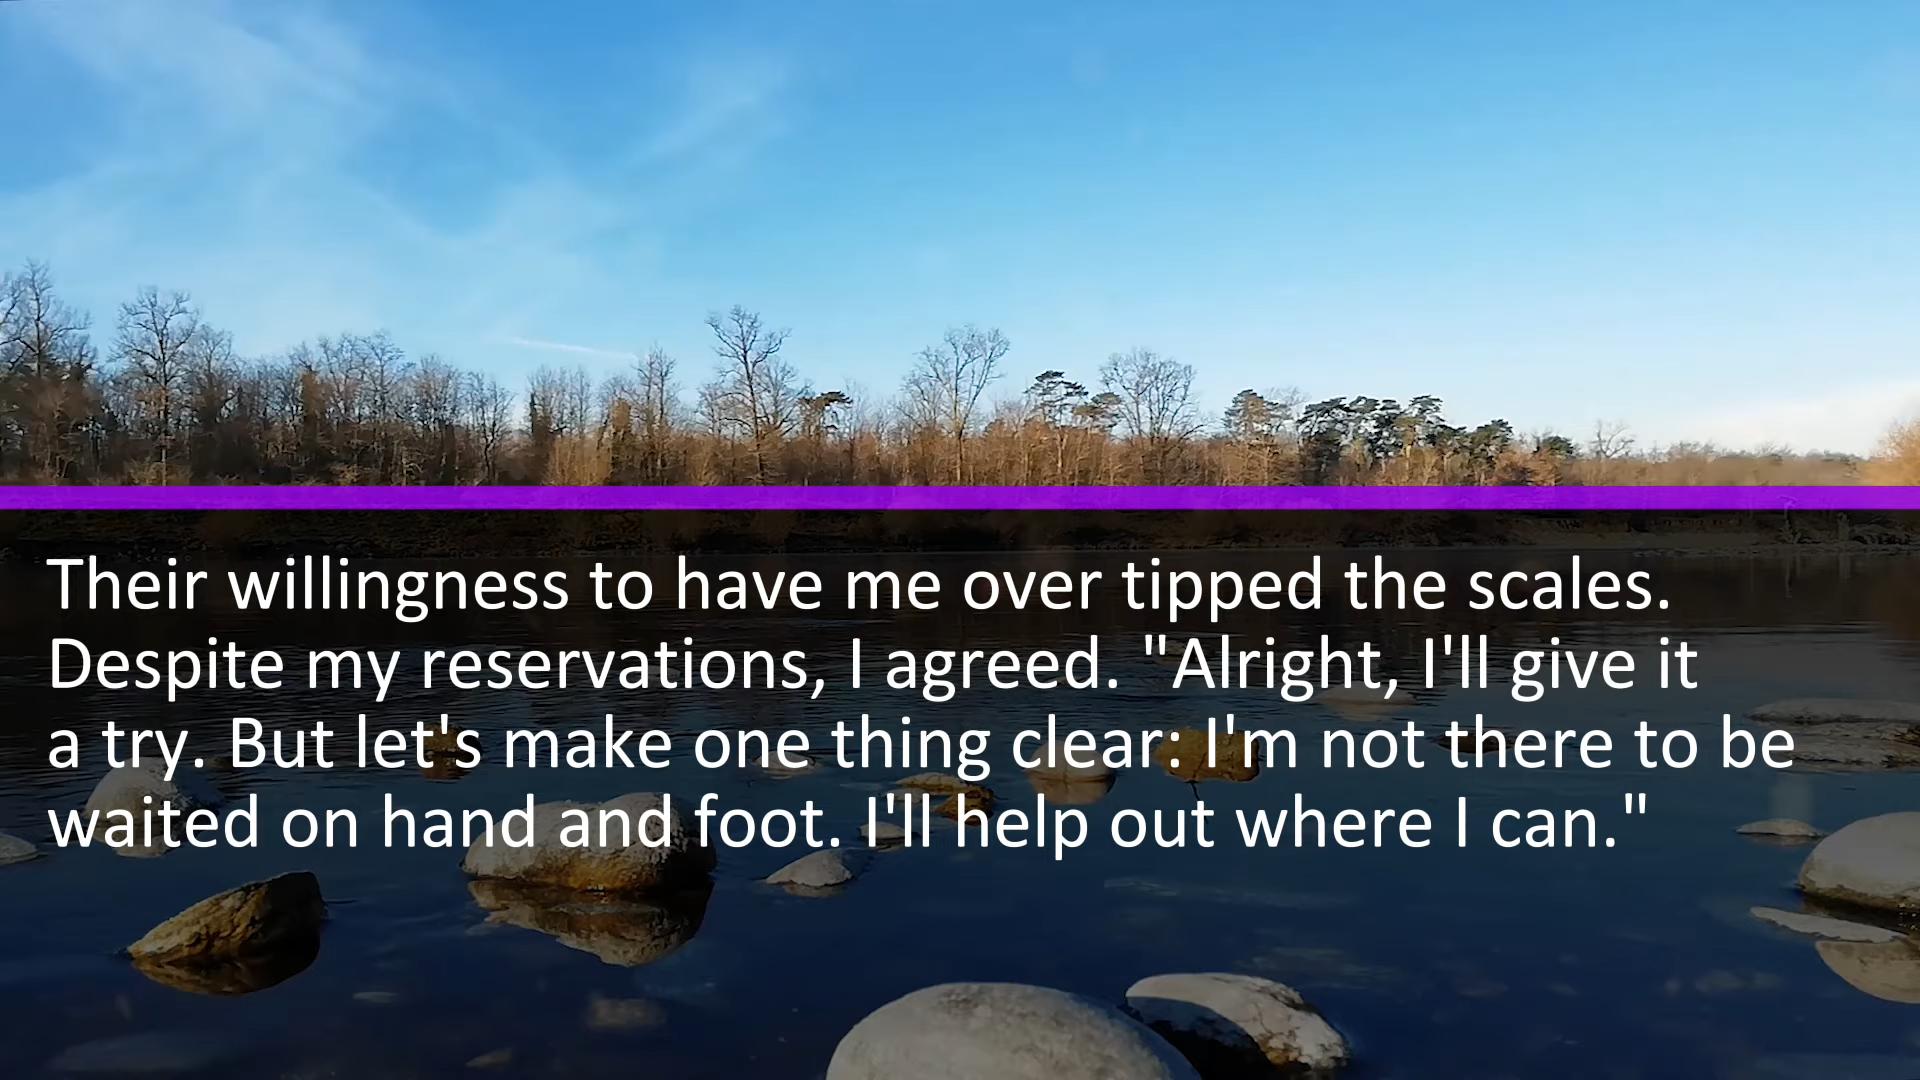 Their willingness to have me over tipped the scales.
Despite my reservations, I agreed. "Alright, I'll give it
a try. But let's make one thing clear: I'm not there to be
waited on hand and foot. I'll help out where I can."